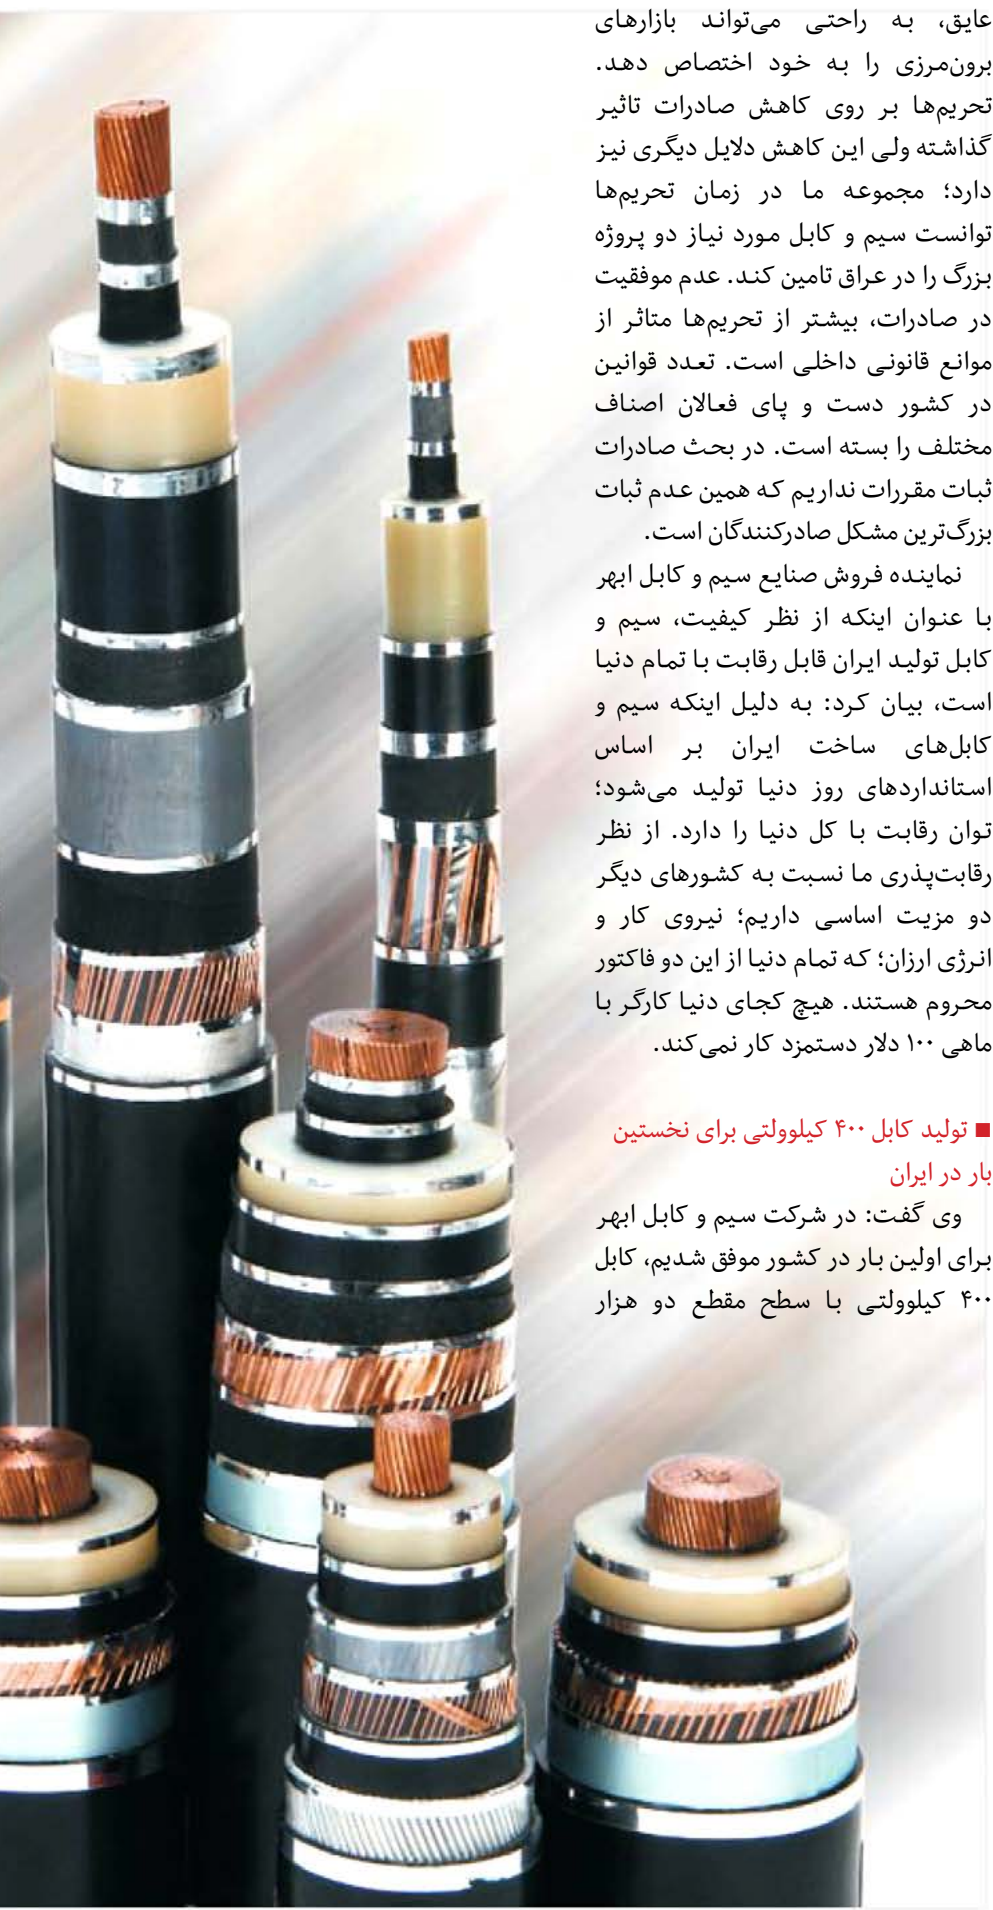 عایق، به راحتی می‌تواند بازارهای
برون‌مرزی را به خود اختصاص دهد.
تحریم‌ها بر روی کاهش صادرات تاثیر
گذاشته ولی این کاهش دلایل دیگری نیز
دارد؛ مجموعه ما در زمان تحریم‌ها
توانست سیم و کابل مورد نیاز دو پروژه
بزرگ را در عراق تامین کند. عدم موفقیت
در صادرات، بیشتر از تحریم‌ها متاثر از
موانع قانونی داخلی است. تعدد قوانین
در کشور دست و پای فعالان اصناف
مختلف را بسته است. در بحث صادرات
ثبات مقررات نداریم که همین عدم ثبات
بزرگ‌ترین مشکل صادرکنندگان است.
نماینده فروش صنایع سیم و کابل ابهر
با عنوان اینکه از نظر کیفیت، سیم و
کابل تولید ایران قابل رقابت با تمام دنیا
است، بیان کرد: به دلیل اینکه سیم و
کابل‌های ساخت ایران بر اساس
استانداردهای روز دنیا تولید می‌شود؛
توان رقابت با کل دنیا را دارد. از نظر
رقابت‌پذری ما نسبت به کشورهای دیگر
دو مزیت اساسی داریم؛ نیروی کار و
انرژی ارزان؛ که تمام دنیا از این دو فاکتور
محروم هستند. هیچ کجای دنیا کارگر با
ماهی ۱۰۰ دلار دستمزد کار نمی‌کند.
■ تولید کابل ۴۰۰ کیلوولتی برای نخستین
بار در ایران
وی گفت: در شرکت سیم و کابل ابهر
برای اولین بار در کشور موفق شدیم، کابل
۴۰۰ کیلوولتی با سطح مقطع دو هزار